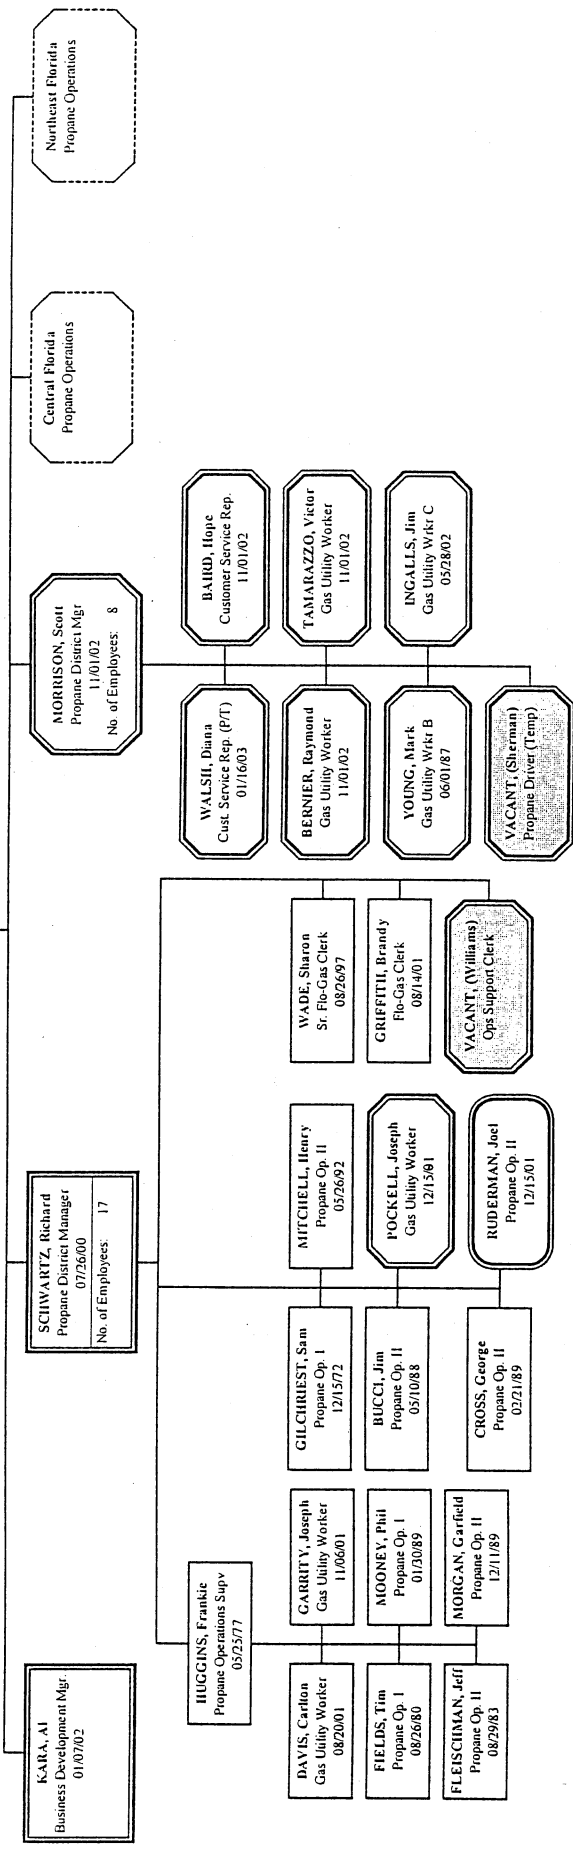 KARA, Al
Business Development Mgr.
01/07/02
SCHWARTZ, Richard
Propane District Manager
07/26/00
No. of Employees: 17
MORRISON, Scott
Propane District Mgr
11/01/02
No. of Employees: 8
Central Florida
Propane Operations
Northeast Florida
Propane Operations
HUGGINS, Frankie
Propane Operations Supv
05/25/77
DAVIS, Carlton
Gas Utility Worker
08/20/01
GARRITY, Joseph
Gas Utility Worker
11/06/01
FIELDS, Tim
Propane Op. I
08/26/80
MOONEY, Phil
Propane Op. I
01/30/89
FLEISCHMAN, Jeff
Propane Op. II
08/29/83
MORGAN, Garfield
Propane Op. II
12/11/89
GILCHRIEST, Sam
Propane Op. I
12/15/72
MITCHELL, Henry
Propane Op. II
05/26/92
BUCCI, Jim
Propane Op. II
05/10/88
POCKELL, Joseph
Gas Utility Worker
12/15/01
CROSS, George
Propane Op. II
02/21/89
RUDERMAN, Joel
Propane Op. II
12/15/01
WADE, Sharon
Sr. Flo-Gas Clerk
08/26/97
GRIFFITH, Brandy
Flo-Gas Clerk
08/14/01
VACANT, (Williams)
Ops Support Clerk
WALSH, Diana
Cust. Service Rep. (P/T)
01/16/03
BAIRD, Hope
Customer Service Rep.
11/01/02
BERNIER, Raymond
Gas Utility Worker
11/01/02
TAMARAZZO, Victor
Gas Utility Worker
11/01/02
YOUNG, Mark
Gas Utility Wrkr B
06/01/87
INGALLS, Jim
Gas Utility Wrkr C
05/28/02
VACANT, (Sherman)
Propane Driver (Temp)